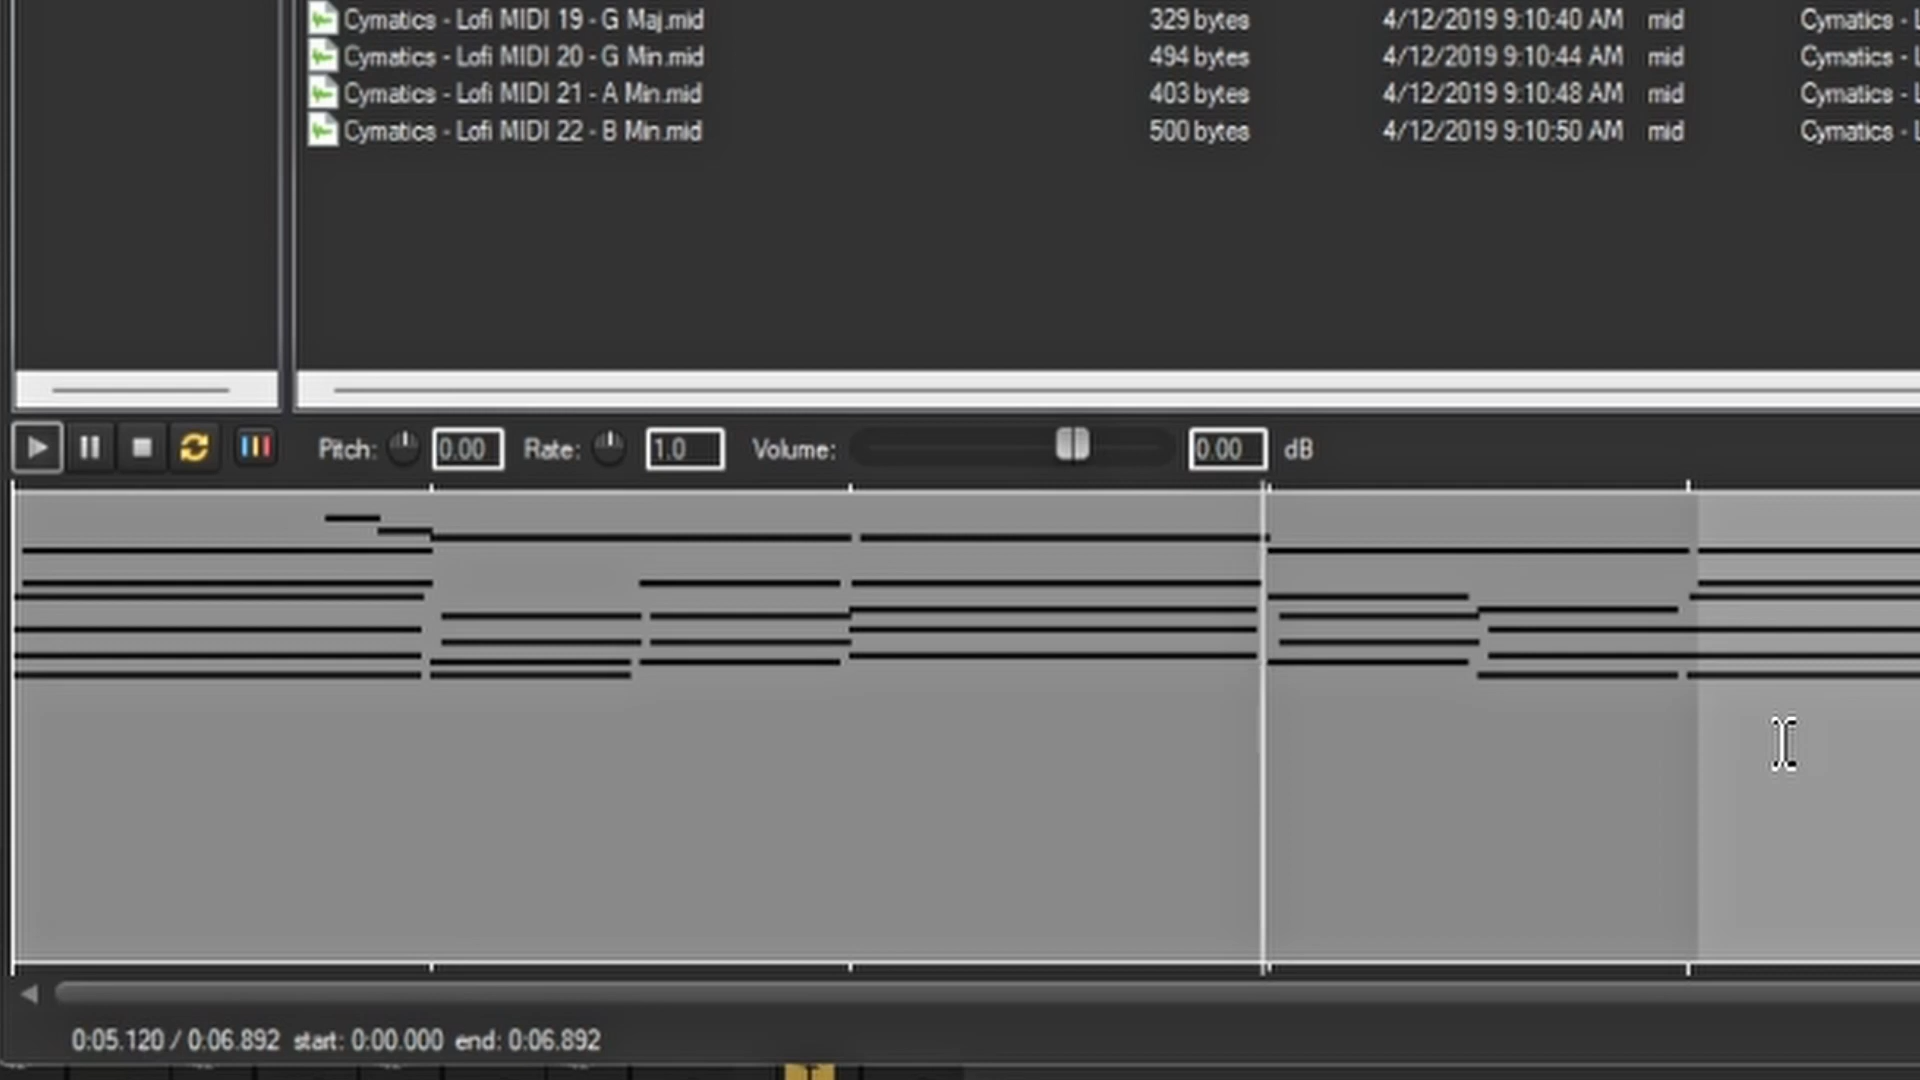 Cymatics - Lofi MIDI 19 - G Maj.mid 329 bytes 4/12/2019 9:10:40 AM mid Cymatics - L
Cymatics - Lofi MIDI 20 - G Min.mid 494 bytes 4/12/2019 9:10:44 AM mid Cymatics - L
Cymatics - Lofi MIDI 21 - A Min.mid 403 bytes 4/12/2019 9:10:48 AM mid Cymatics - L
Cymatics - Lofi MIDI 22 - B Min.mid 500 bytes 4/12/2019 9:10:50 AM mid Cymatics - L
Pitch: 0.00 Rate: 1.0 Volume: 0.00 dB
0:05.120 / 0:06.892 start: 0:00.000 end: 0:06.892